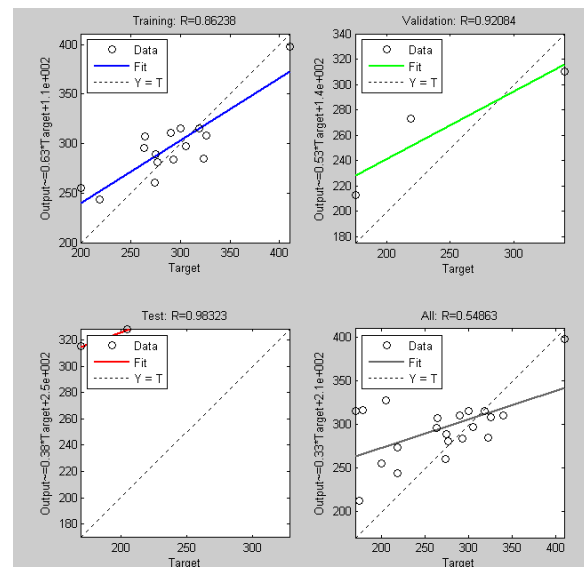 Training: R=0.86238
Output~=0.63*Target+1.1e+002
400
350
300
250
200
Data
Fit
Y = T
200
250
300
350
400
Target
Validation: R=0.92084
Output~=0.53*Target+1.4e+002
340
320
300
280
260
240
220
200
180
Data
Fit
Y = T
200
250
300
Target
Test: R=0.98323
Output~=0.38*Target+2.5e+002
328
300
280
260
240
220
200
180
Data
Fit
Y = T
200
250
300
Target
All: R=0.54863
Output~=0.33*Target+2.1e+002
400
350
300
250
200
Data
Fit
Y = T
200
250
300
350
400
Target